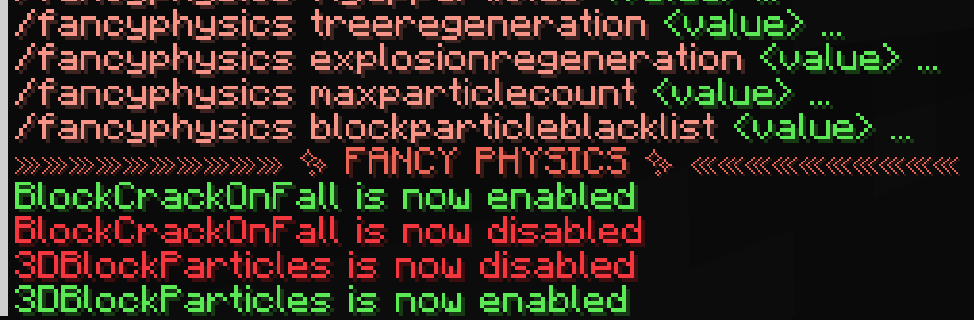 /fancyphysics treeregeneration <value> ...
/fancyphysics explosionregeneration <value> ...
/fancyphysics maxparticlecount <value> ...
/fancyphysics blockparticleblacklist <value> ...
»»»»»»»»»» ✨ FANCY PHYSICS ✨ ««««««««««
BlockCrackOnFall is now enabled
BlockCrackOnFall is now disabled
3DBlockParticles is now disabled
3DBlockParticles is now enabled